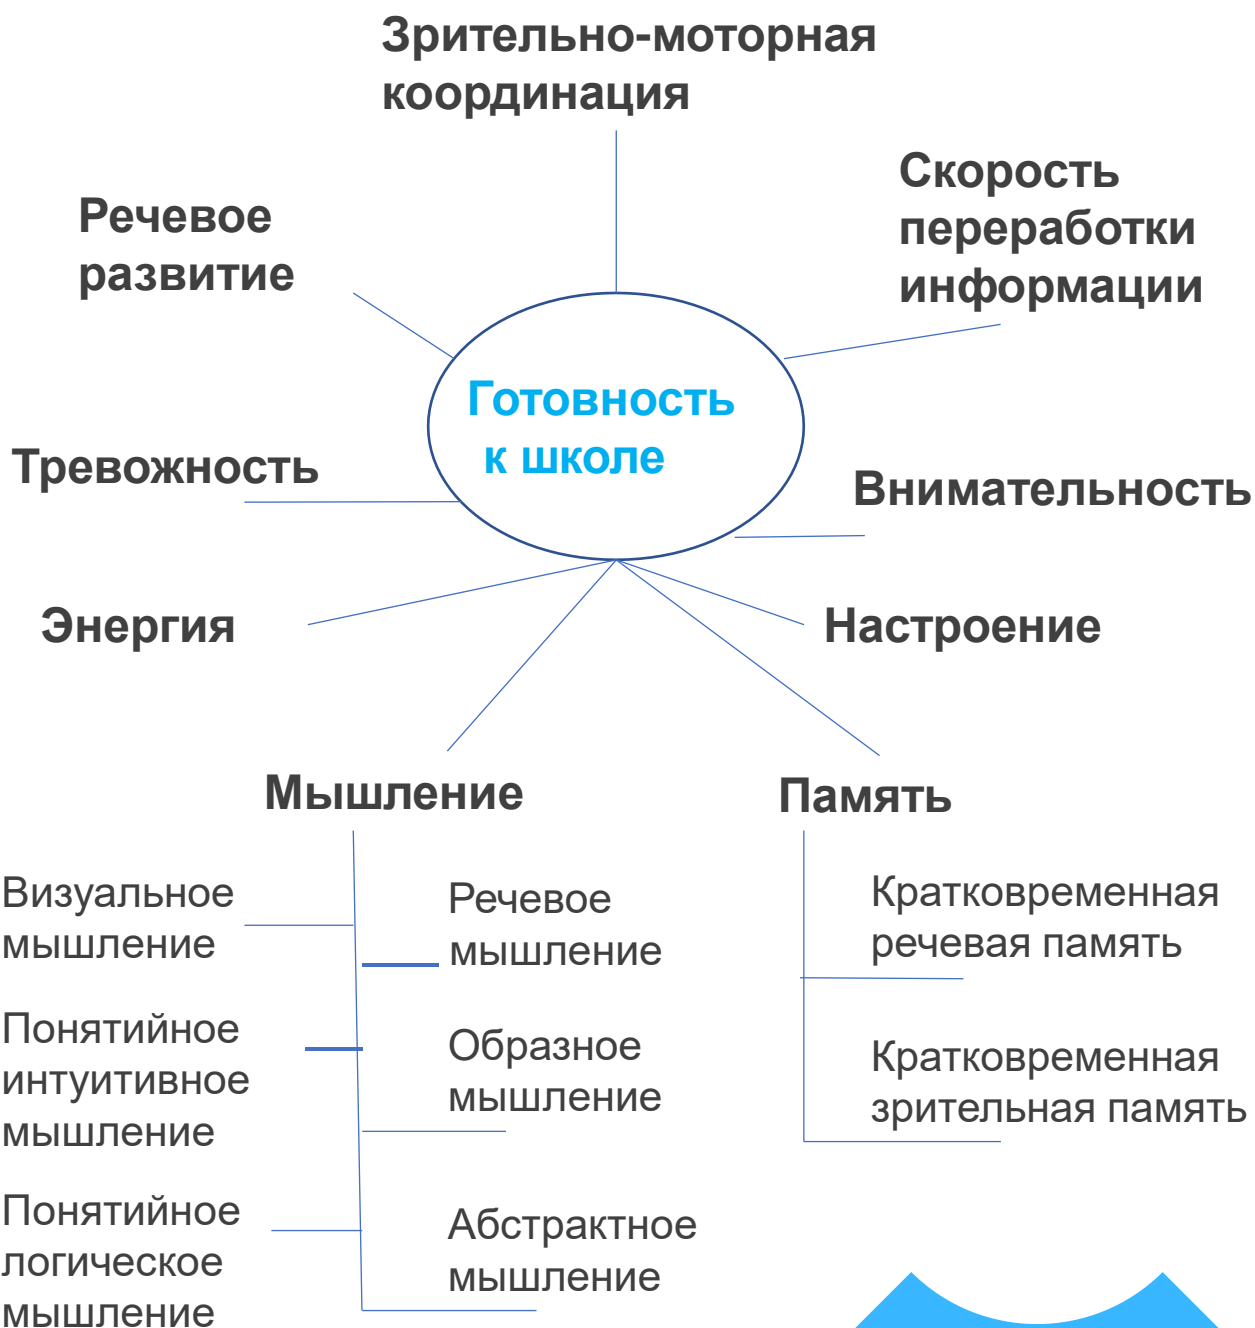 Зрительно-моторная
координация
Скорость
переработки
информации
Речевое
развитие
Готовность
к школе
Тревожность
Внимательность
Энергия
Настроение
Мышление
Память
Визуальное
мышление
Речевое
мышление
Понятийное
интуитивное
мышление
Образное
мышление
Понятийное
логическое
мышление
Абстрактное
мышление
Кратковременная
речевая память
Кратковременная
зрительная память